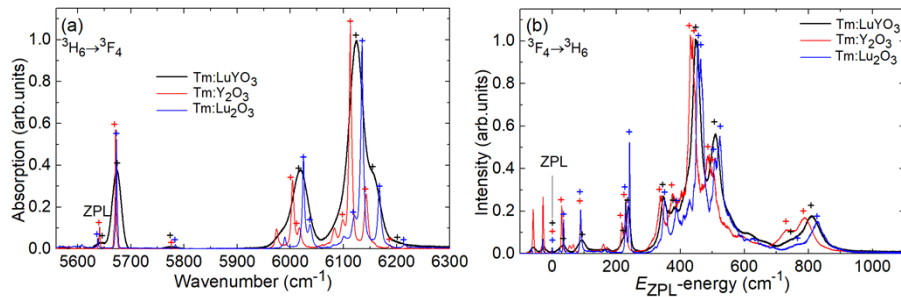 (a)
³H₆→³F₄
Tm:LuYO₃
Tm:Y₂O₃
Tm:Lu₂O₃
ZPL
Absorption (arb.units)
0.0
0.2
0.4
0.6
0.8
1.0
5600 5700 5800 5900 6000 6100 6200 6300
Wavenumber (cm⁻¹)
(b)
³F₄→³H₆
Tm:LuYO₃
Tm:Y₂O₃
Tm:Lu₂O₃
ZPL
Intensity (arb.units)
0.0
0.2
0.4
0.6
0.8
1.0
0 200 400 600 800 1000
E_ZPL-energy (cm⁻¹)